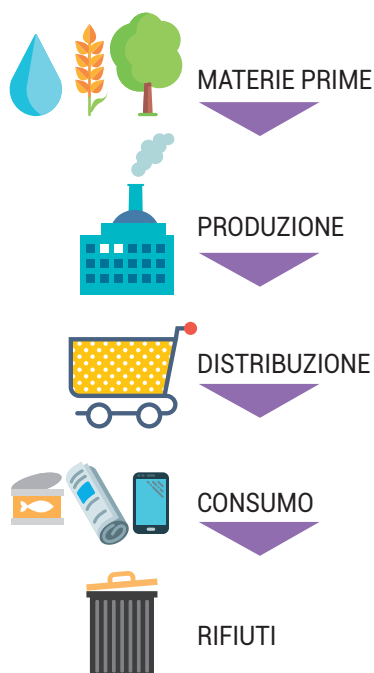 MATERIE PRIME
PRODUZIONE
DISTRIBUZIONE
CONSUMO
RIFIUTI